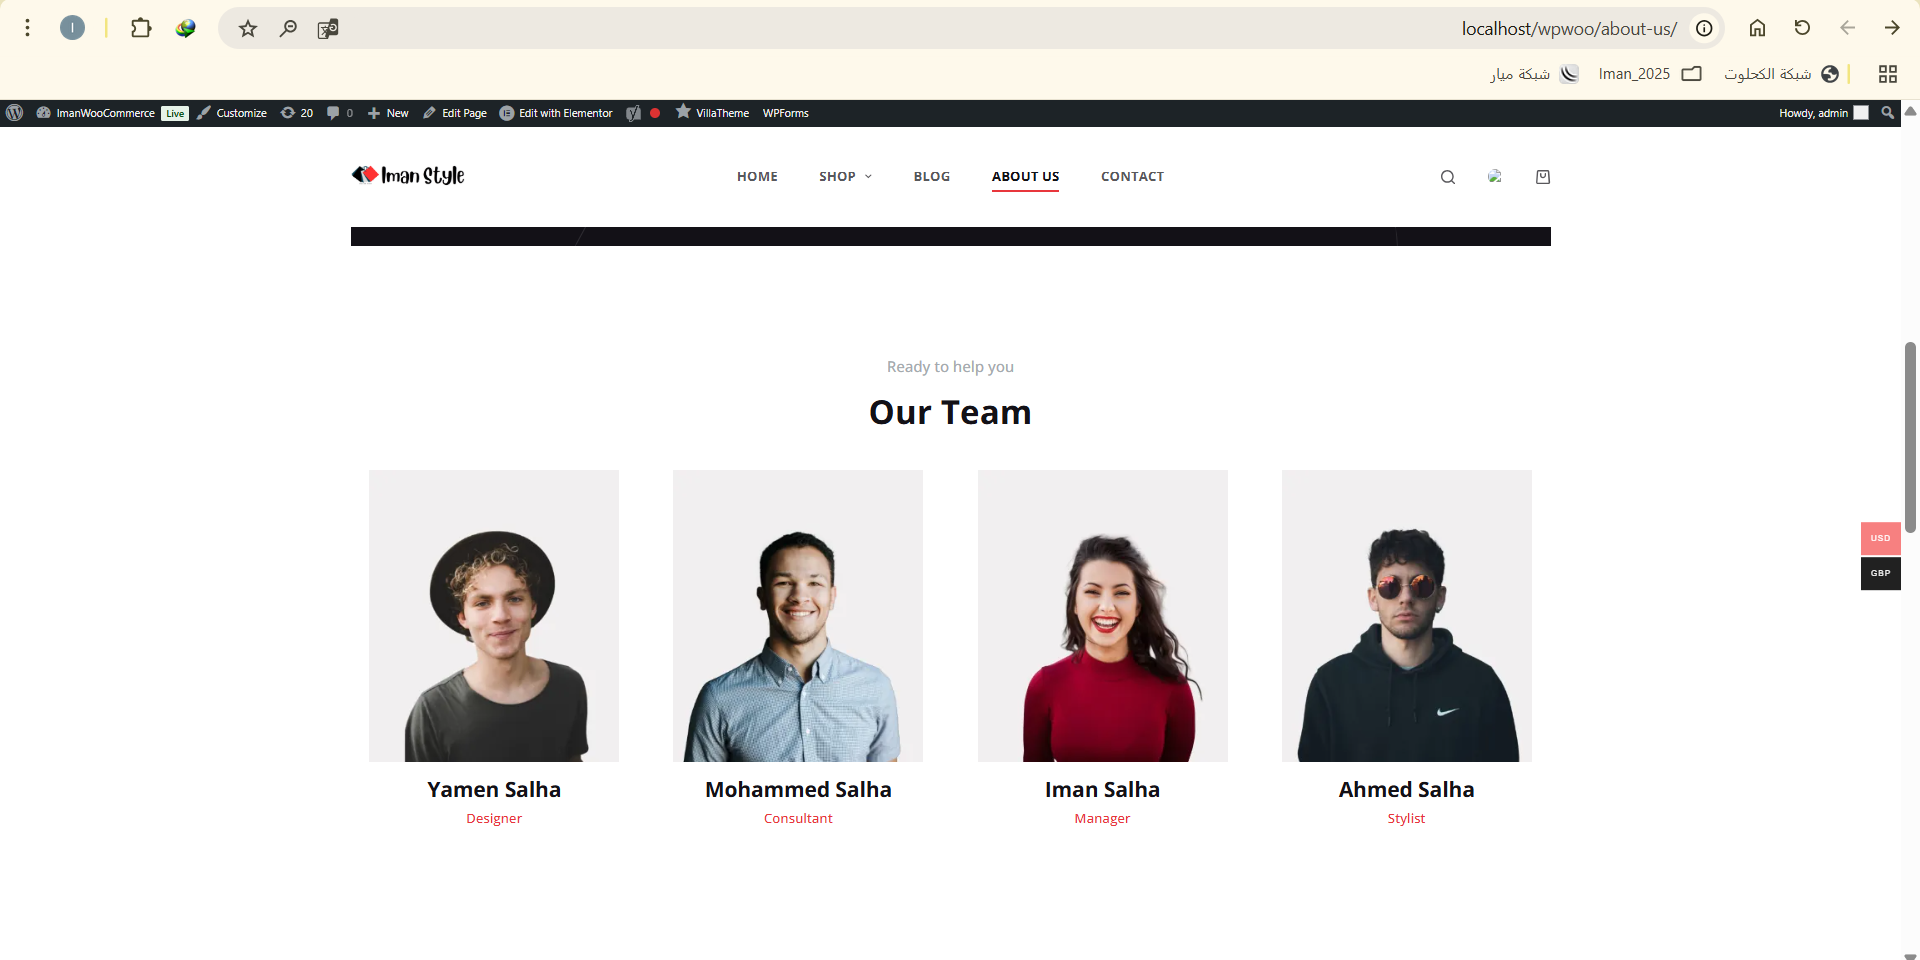 localhost/wpwoo/about-us/
شبكة ميار
Iman_2025
شبكة الكحلوت
I
ImanWooCommerce Live Customize 20 0 New Edit Page Edit with Elementor VillaTheme WPForms Howdy, admin
Iman Style
HOME SHOP BLOG ABOUT US CONTACT
Ready to help you
Our Team
USD
GBP
Yamen Salha Mohammed Salha Iman Salha Ahmed Salha
Designer Consultant Manager Stylist